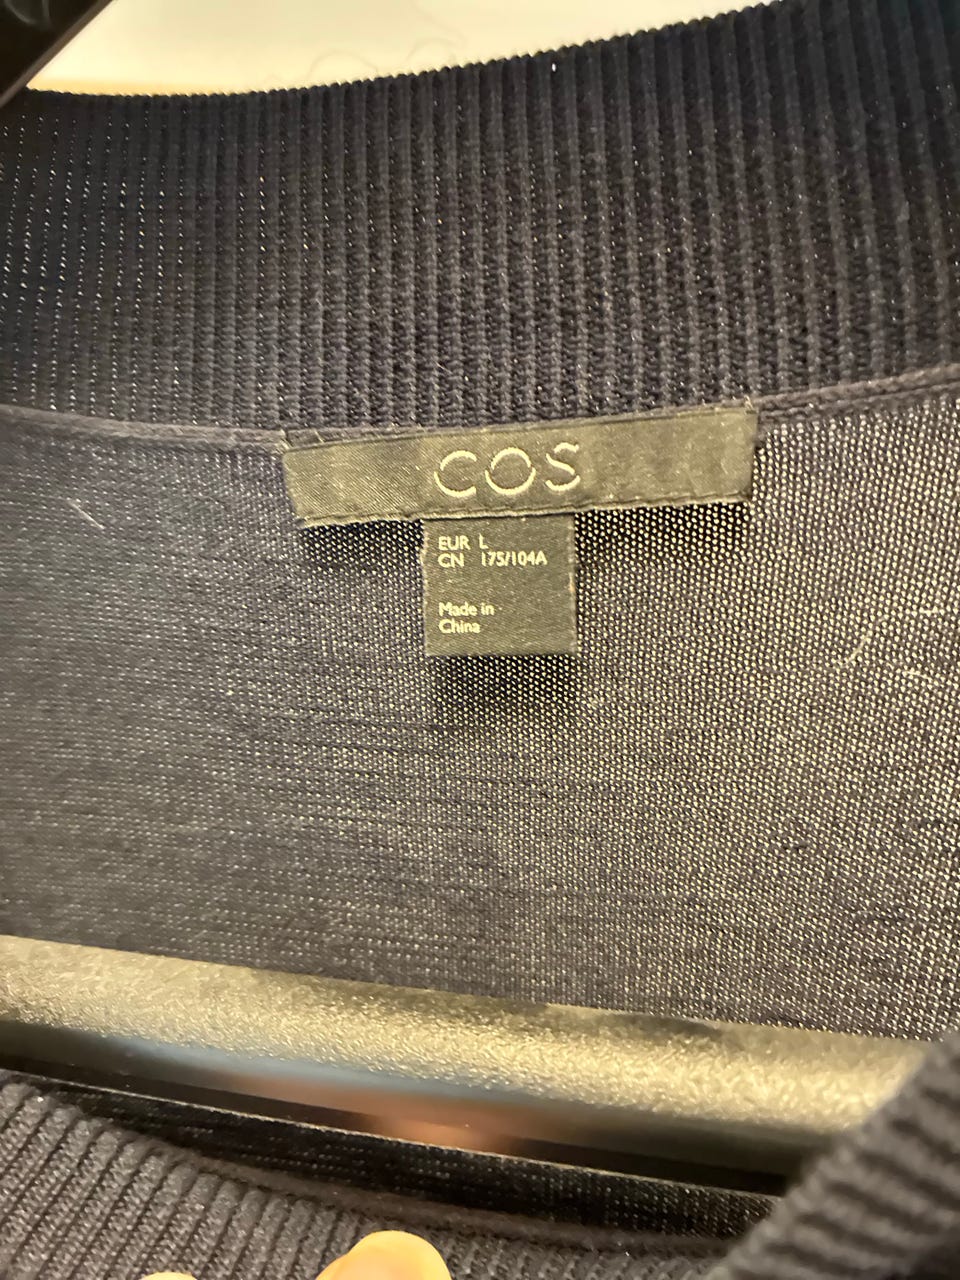 COS
EUR L
CN 175/104A
Made in
China